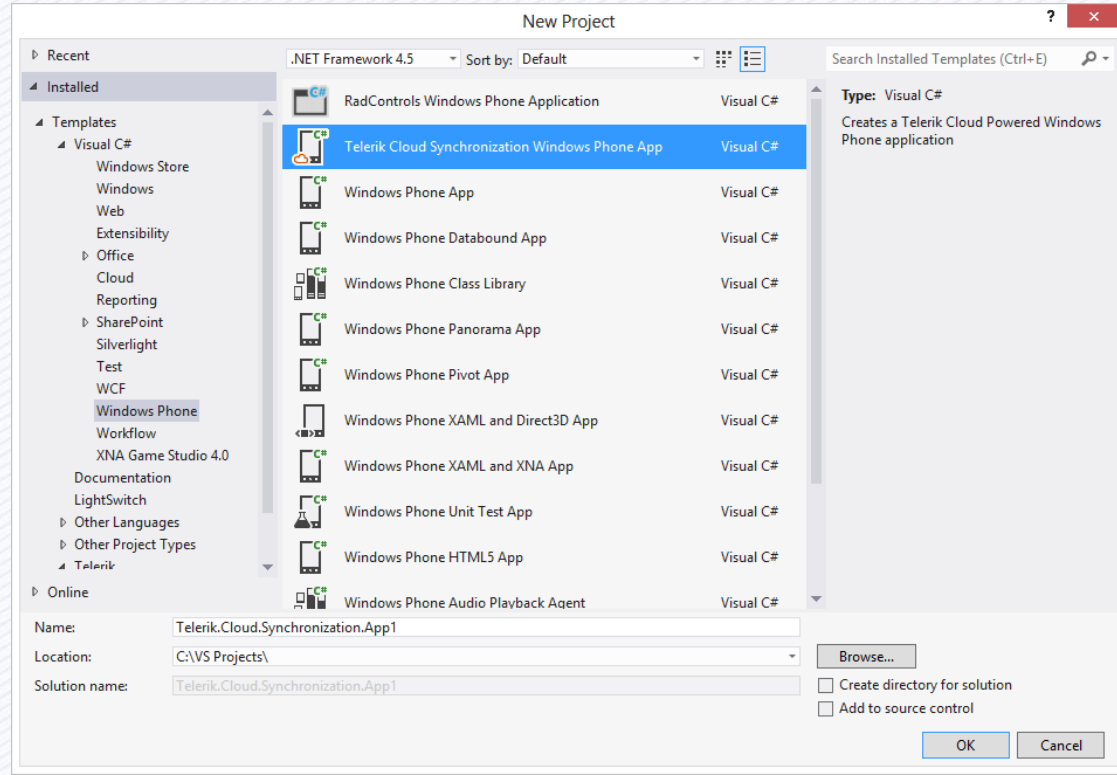 New Project
?
Recent
Installed
Templates
Visual C#
Windows Store
Windows
Web
Extensibility
Office
Cloud
Reporting
SharePoint
Silverlight
Test
WCF
Windows Phone
Workflow
XNA Game Studio 4.0
Documentation
LightSwitch
Other Languages
Other Project Types
Telerik
Online
.NET Framework 4.5 Sort by: Default
RadControls Windows Phone Application Visual C#
Telerik Cloud Synchronization Windows Phone App Visual C#
Windows Phone App Visual C#
Windows Phone Databound App Visual C#
Windows Phone Class Library Visual C#
Windows Phone Panorama App Visual C#
Windows Phone Pivot App Visual C#
Windows Phone XAML and Direct3D App Visual C#
Windows Phone XAML and XNA App Visual C#
Windows Phone Unit Test App Visual C#
Windows Phone HTML5 App Visual C#
Windows Phone Audio Playback Agent Visual C#
Search Installed Templates (Ctrl+E)
Type: Visual C#
Creates a Telerik Cloud Powered Windows
Phone application
Name: Telerik.Cloud.Synchronization.App1
Location: C:\VS Projects\
Solution name: Telerik.Cloud.Synchronization.App1
Browse...
Create directory for solution
Add to source control
OK Cancel